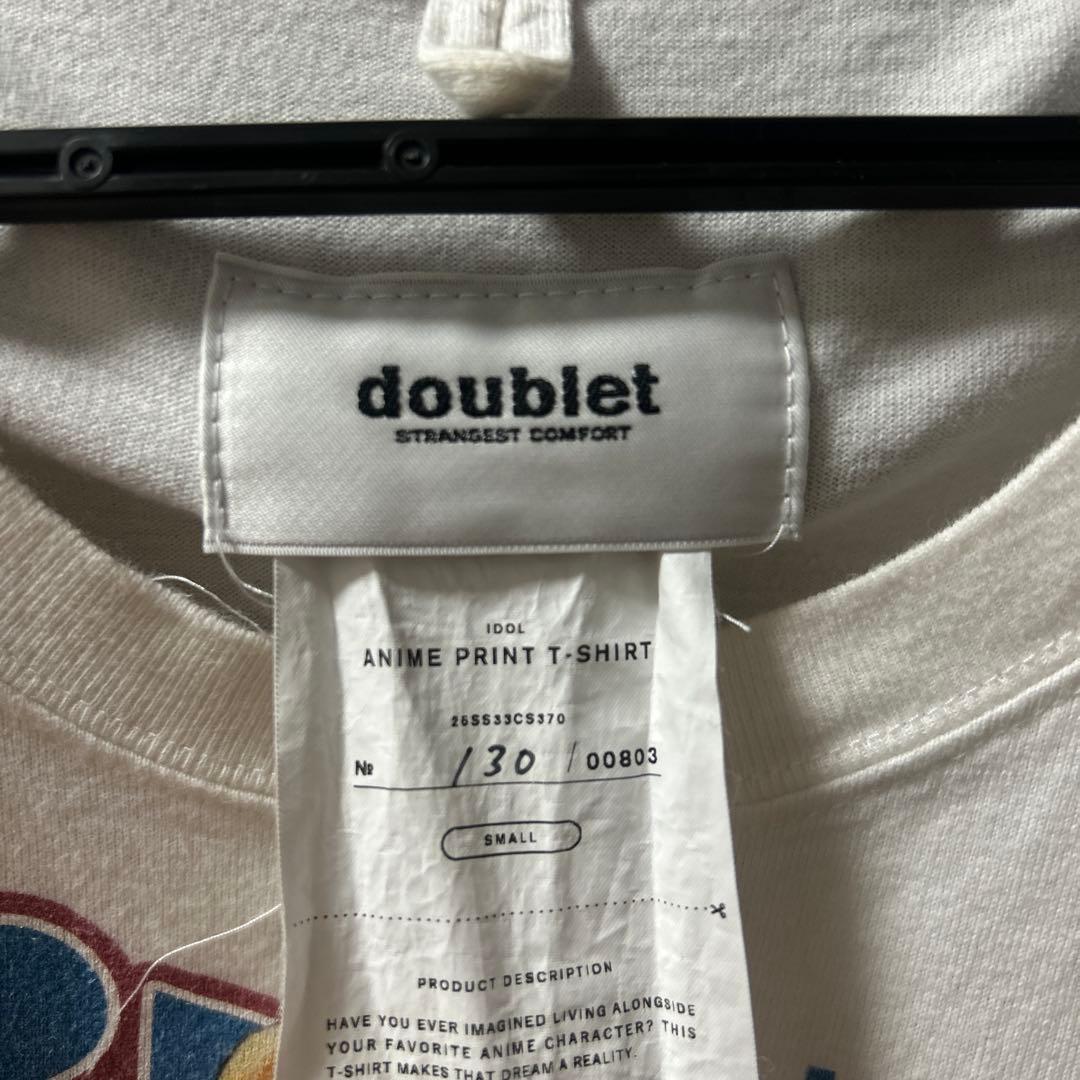 doublet
STRANGEST COMFORT
IDOL
ANIME PRINT T-SHIRT
25SS33CS370
№ 130 / 00803
SMALL
PRODUCT DESCRIPTION
HAVE YOU EVER IMAGINED LIVING ALONGSIDE
YOUR FAVORITE ANIME CHARACTER? THIS
T-SHIRT MAKES THAT DREAM A REALITY.